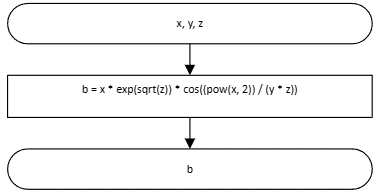 x, y, z
b = x * exp(sqrt(z)) * cos((pow(x, 2)) / (y * z))
b